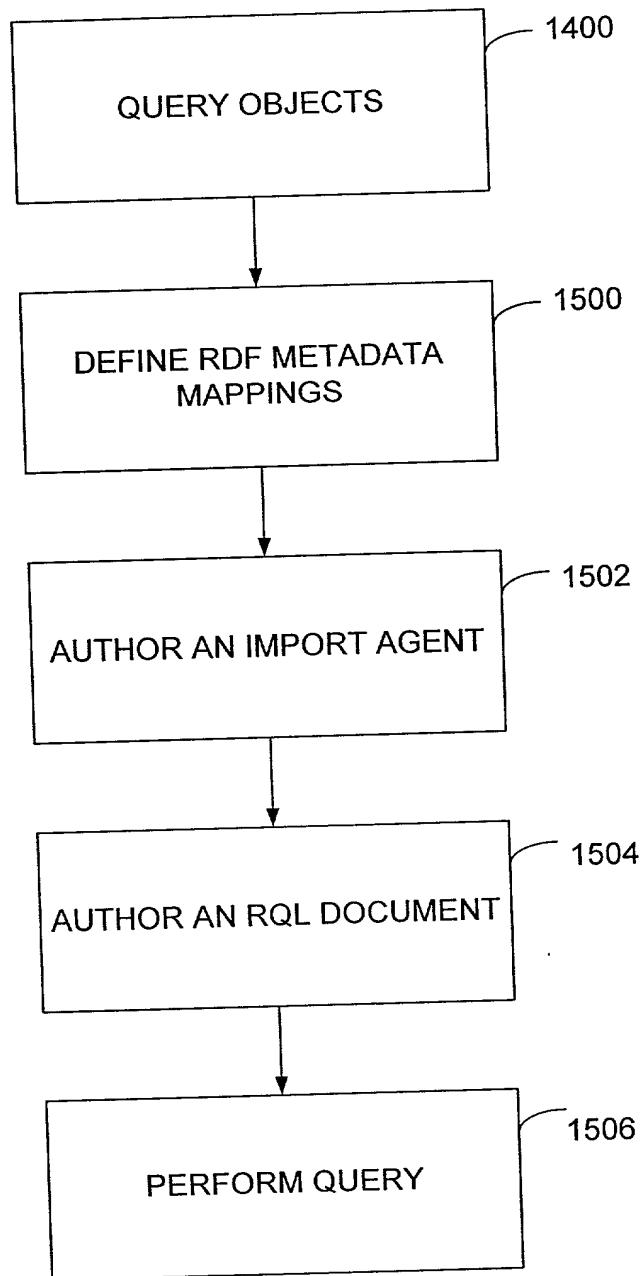 1400
QUERY OBJECTS
1500
DEFINE RDF METADATA
MAPPINGS
1502
AUTHOR AN IMPORT AGENT
1504
AUTHOR AN RQL DOCUMENT
1506
PERFORM QUERY